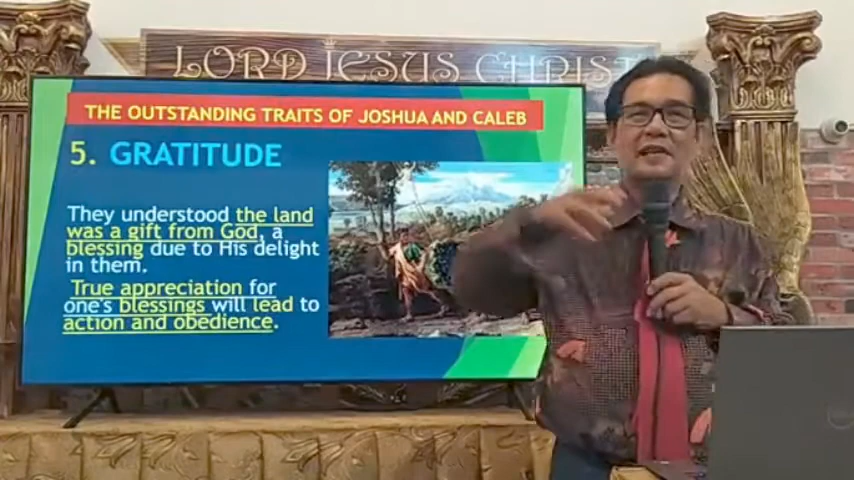 LORD JESUS CHRIST
THE OUTSTANDING TRAITS OF JOSHUA AND CALEB
5. GRATITUDE
They understood the land
was a gift from God, a
blessing due to His delight
in them.
True appreciation for
one's blessings will lead to
action and obedience.